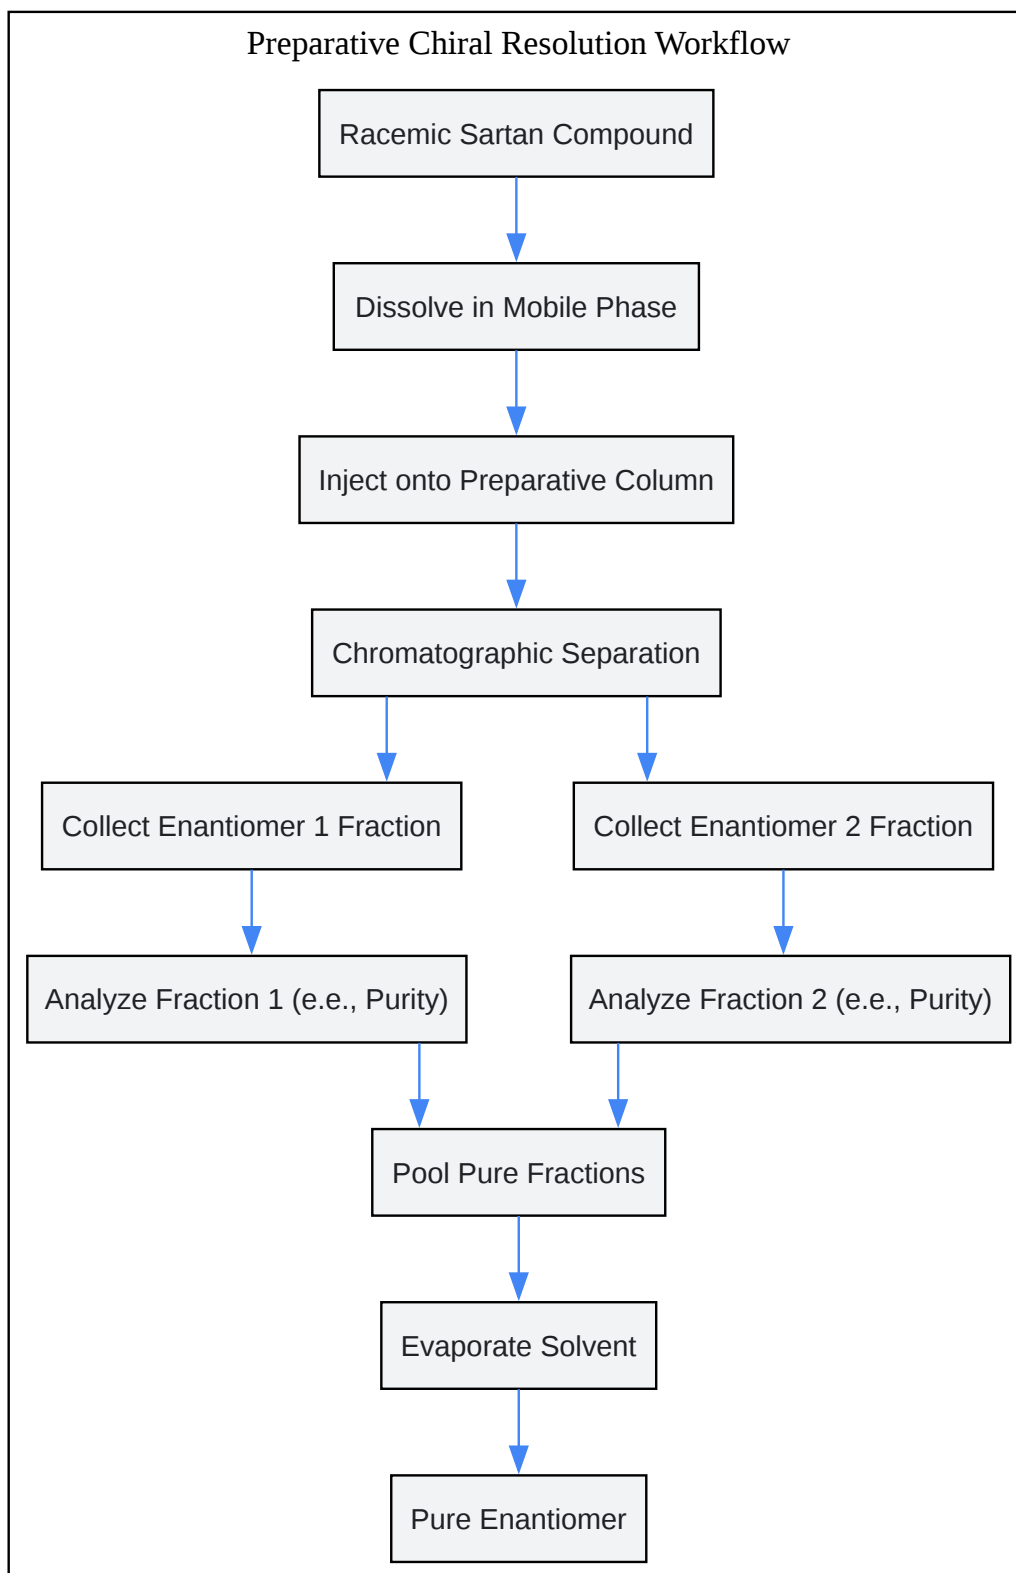 Preparative Chiral Resolution Workflow
Racemic Sartan Compound
Dissolve in Mobile Phase
Inject onto Preparative Column
Chromatographic Separation
Collect Enantiomer 1 Fraction
Collect Enantiomer 2 Fraction
Analyze Fraction 1 (e.e., Purity)
Analyze Fraction 2 (e.e., Purity)
Pool Pure Fractions
Evaporate Solvent
Pure Enantiomer